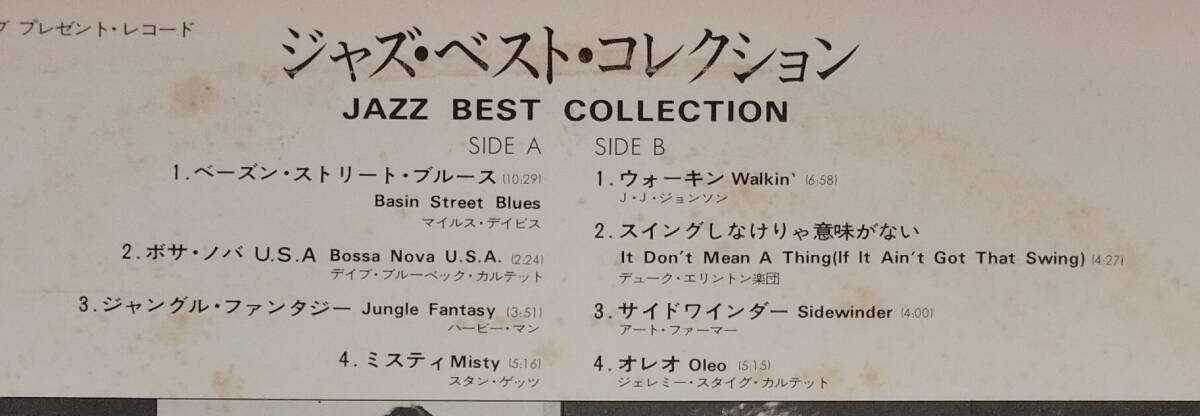 プレゼント・レコード
ジャズ・ベスト・コレクション
JAZZ BEST COLLECTION
SIDE A
1.ベーズン・ストリート・ブルース (10:29)
Basin Street Blues
マイルス・デイビス
2.ボサ・ノバ U.S.A Bossa Nova U.S.A. (2:24)
デイブ・ブルーベック・カルテット
3.ジャングル・ファンタジー Jungle Fantasy (3:51)
ハービー・マン
4.ミスティ Misty (5:16)
スタン・ゲッツ
SIDE B
1.ウォーキン Walkin' (6:58)
J・J・ジョンソン
2.スイングしなけりゃ意味がない
It Don't Mean A Thing(If It Ain't Got That Swing) (4:27)
デューク・エリントン楽団
3.サイドワインダー Sidewinder (4:00)
アート・ファーマー
4.オレオ Oleo (5:15)
ジェレミー・スタイグ・カルテット